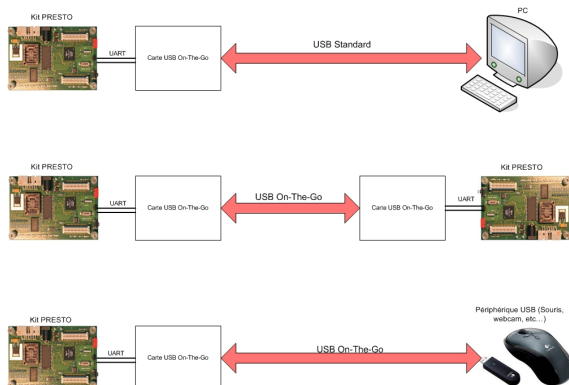 Kit PRESTO
PC
UART
Carte USB On-The-Go
USB Standard
Kit PRESTO
Kit PRESTO
UART
Carte USB On-The-Go
USB On-The-Go
Carte USB On-The-Go
UART
Kit PRESTO
Périphérique USB (Souris,
webcam, etc…)
UART
Carte USB On-The-Go
USB On-The-Go